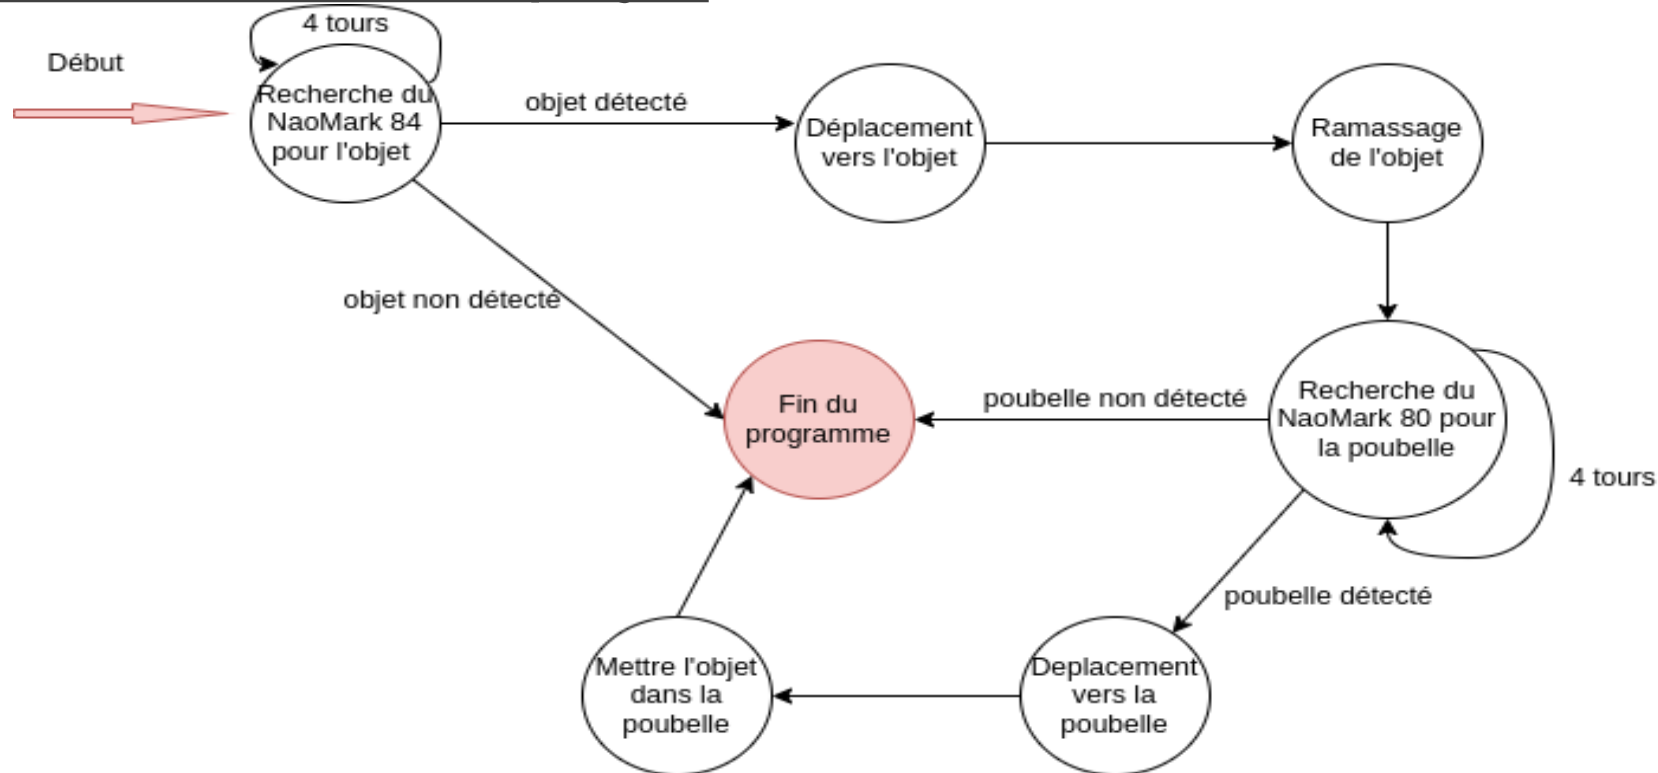 4 tours
Début
Recherche du
NaoMark 84
pour l'objet
objet détecté
Déplacement
vers l'objet
Ramassage
de l'objet
objet non détecté
Fin du
programme
poubelle non détecté
Recherche du
NaoMark 80 pour
la poubelle
4 tours
poubelle détecté
Mettre l'objet
dans la
poubelle
Deplacement
vers la
poubelle